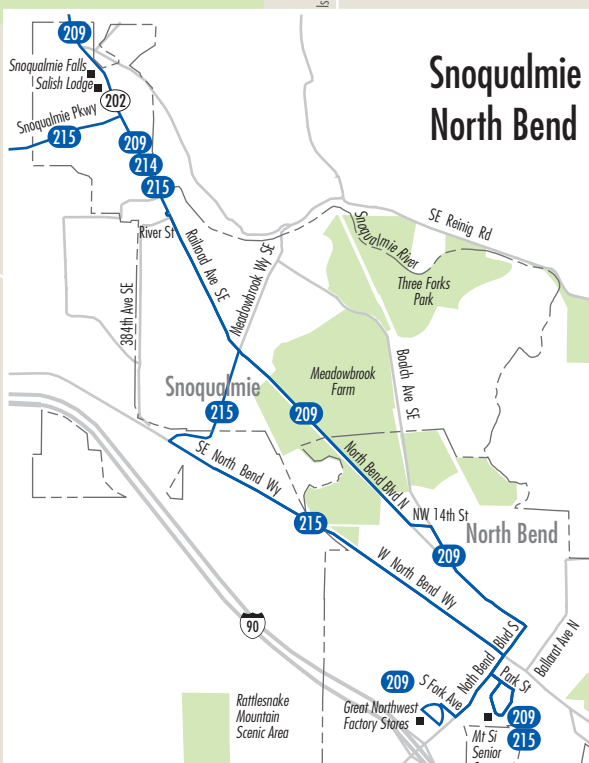 ls
209
Snoqualmie Falls
Salish Lodge
202
Snoqualmie
North Bend
Snoqualmie Pkwy
215
209
214
215
River St
Railroad Ave SE
Meadowbrook Wy SE
384th Ave SE
Snoqualmie River
SE Reinig Rd
Three Forks
Park
Boalch Ave SE
Meadowbrook
Farm
Snoqualmie
215
209
SE North Bend Wy
North Bend Blvd N
NW 14th St
North Bend
215
209
W North Bend Wy
90
Noth Bend Blvd S
Ballarat Ave N
Park St
209
S Fork Ave
Great Northwest
Factory Stores
Rattlesnake
Mountain
Scenic Area
209
215
Mt Si
Senior